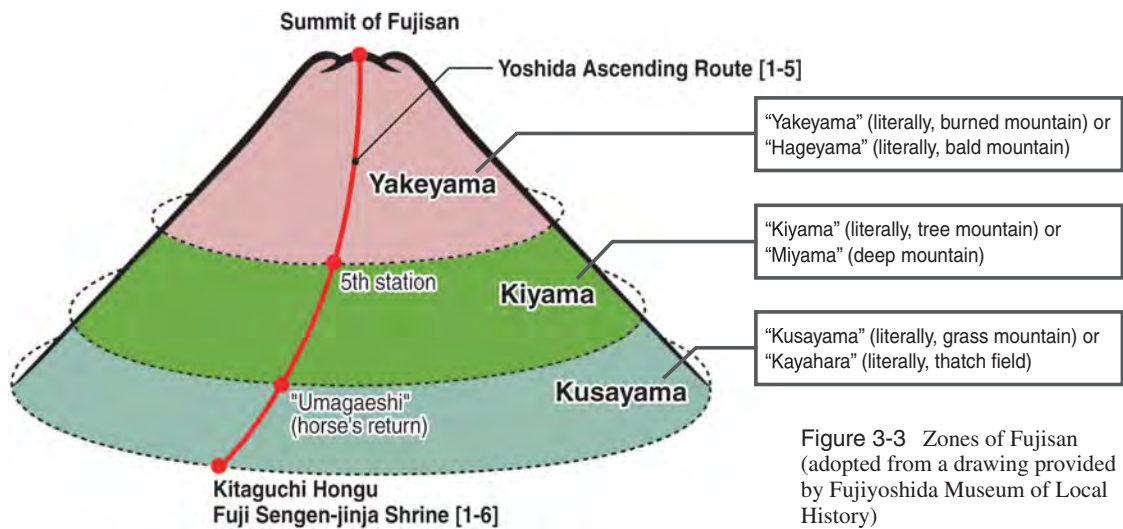 Summit of Fujisan
Yoshida Ascending Route [1-5]
"Yakeyama" (literally, burned mountain) or
"Hageyama" (literally, bald mountain)
Yakeyama
"Kiyama" (literally, tree mountain) or
"Miyama" (deep mountain)
5th station
Kiyama
"Kusayama" (literally, grass mountain) or
"Kayahara" (literally, thatch field)
Kusayama
"Umagaeshi"
(horse's return)
Kitaguchi Hongu
Fuji Sengen-jinja Shrine [1-6]
Figure 3-3 Zones of Fujisan
(adopted from a drawing provided
by Fujiyoshida Museum of Local
History)